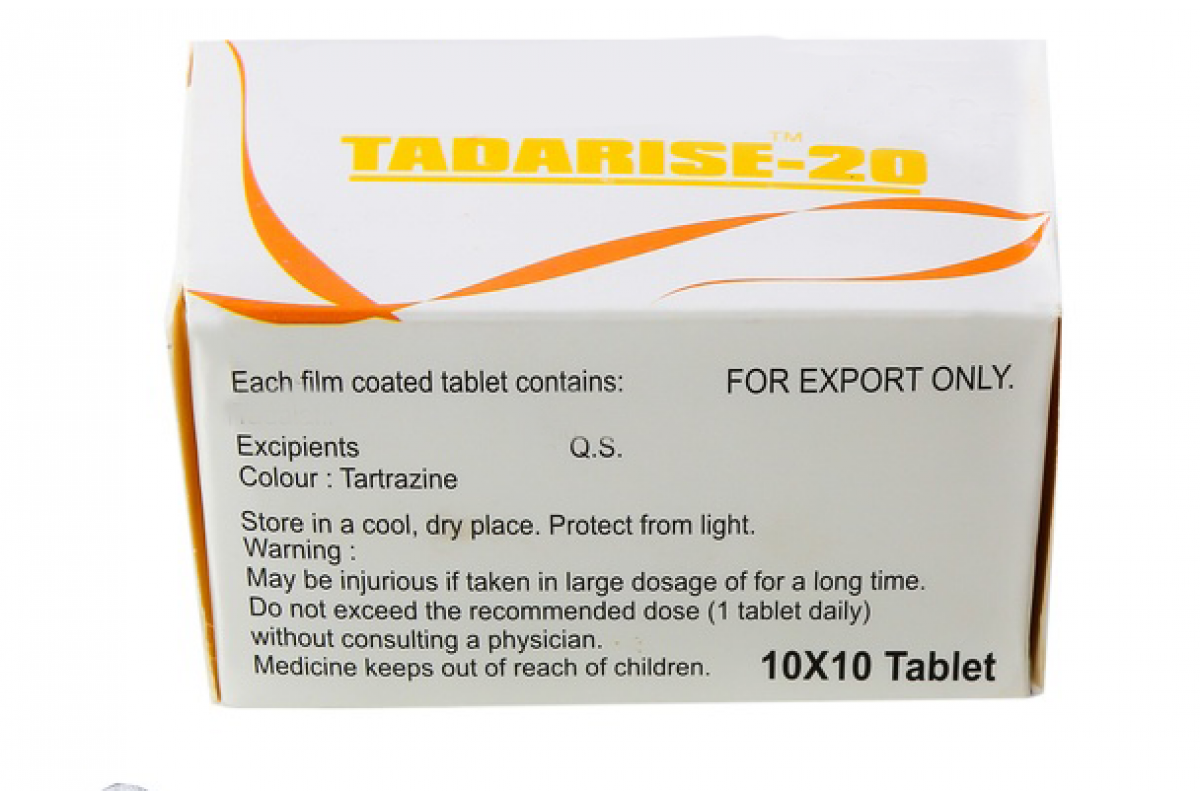 TADARISE-20™
Each film coated tablet contains: FOR EXPORT ONLY.
Excipients Q.S.
Colour : Tartrazine
Store in a cool, dry place. Protect from light.
Warning :
May be injurious if taken in large dosage of for a long time.
Do not exceed the recommended dose (1 tablet daily)
without consulting a physician.
Medicine keeps out of reach of children. 10X10 Tablet